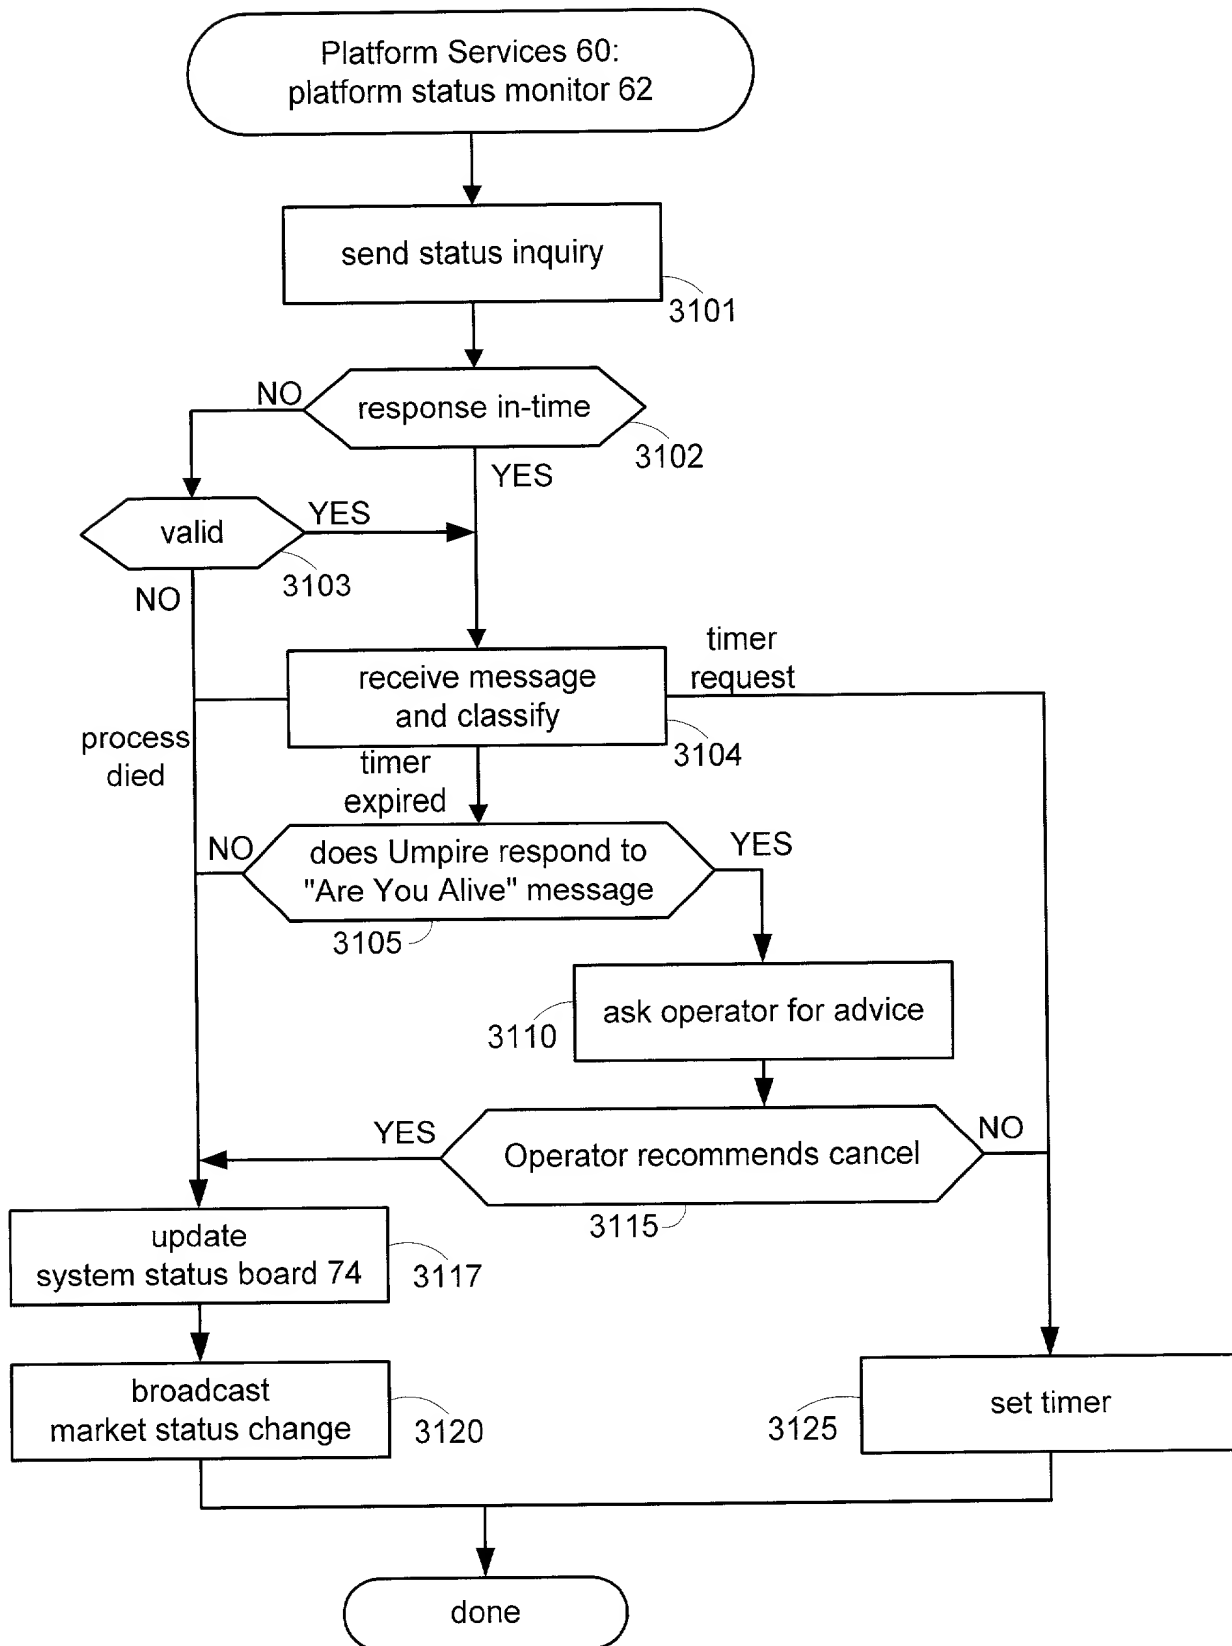 Platform Services 60:
platform status monitor 62
send status inquiry
3101
NO
response in-time
3102
YES
valid
YES
3103
NO
timer
request
receive message
and classify
3104
process
died
timer
expired
NO
does Umpire respond to
"Are You Alive" message
YES
3105
ask operator for advice
3110
YES
Operator recommends cancel
NO
3115
update
system status board 74
3117
broadcast
market status change
3120
set timer
3125
done